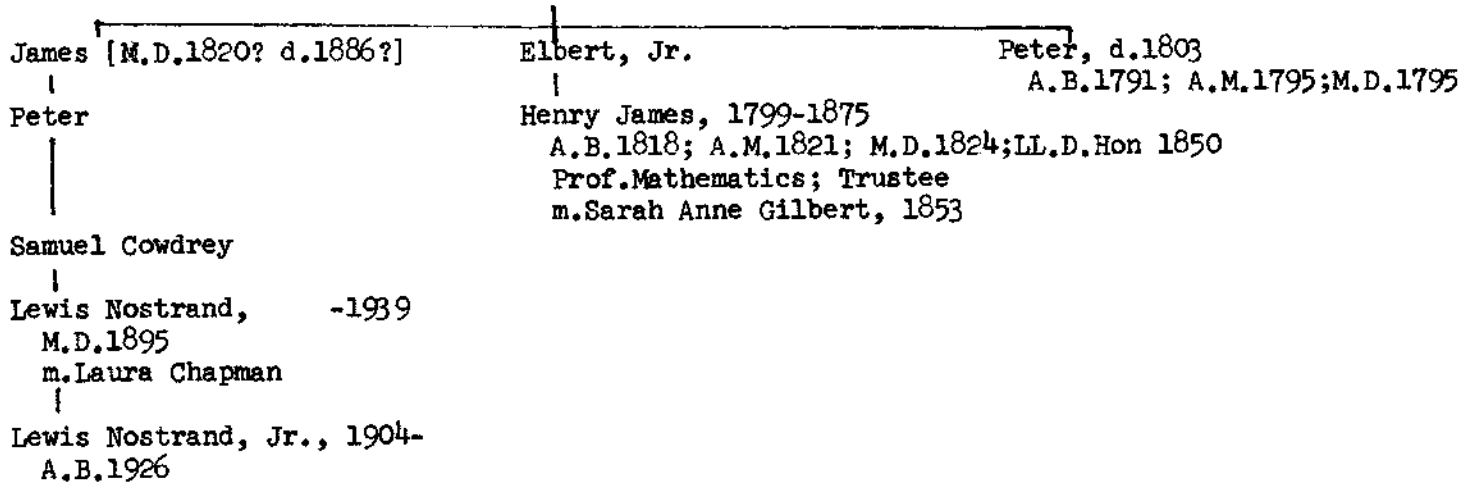 James [M.D.1820? d.1886?]
Elbert, Jr.
Peter, d.1803
A.B.1791; A.M.1795;M.D.1795
Peter
Henry James, 1799-1875
A.B.1818; A.M.1821; M.D.1824;LL.D.Hon 1850
Prof.Mathematics; Trustee
m.Sarah Anne Gilbert, 1853
Samuel Cowdrey
Lewis Nostrand, -1939
M.D.1895
m.Laura Chapman
Lewis Nostrand, Jr., 1904-
A.B.1926